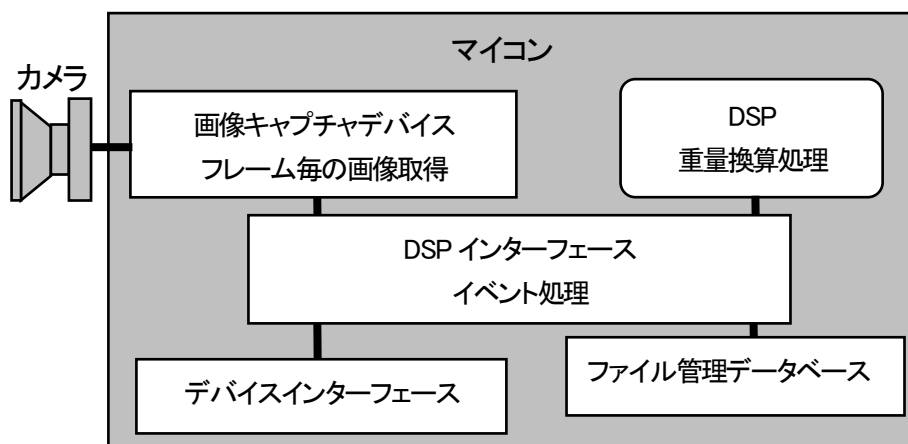 マイコン
カメラ
画像キャプチャデバイス
フレーム毎の画像取得
DSP
重量換算処理
DSP インターフェース
イベント処理
デバイスインターフェース
ファイル管理データベース